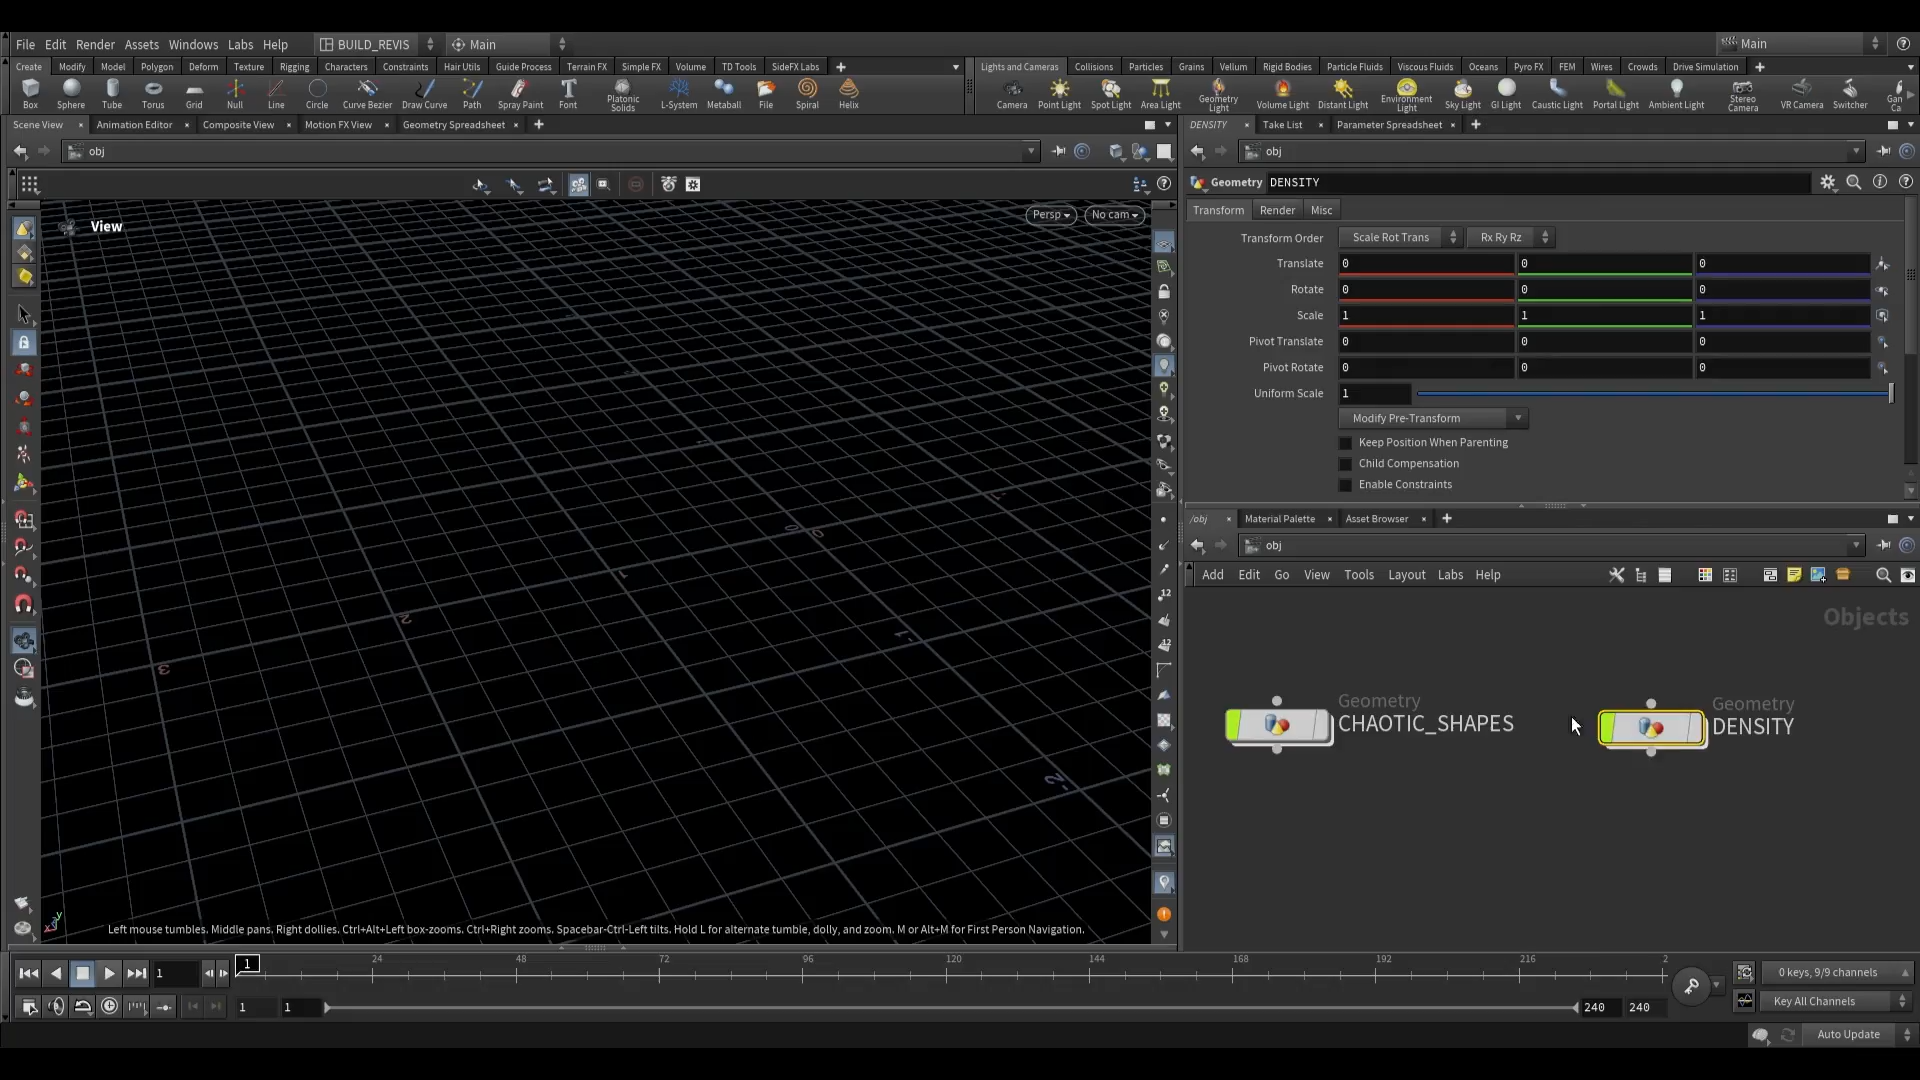 File Edit Render Assets Windows Labs Help BUILD_REVIS Main Main
Create Modify Model Polygon Deform Texture Rigging Characters Constraints Hair Utils Guide Process Terrain FX Simple FX Volume TD Tools SideFX Labs
Lights and Cameras Collisions Particles Grains Vellum Rigid Bodies Particle Fluids Viscous Fluids Oceans Pyro FX FEM Wires Crowds Drive Simulation
Box Sphere Tube Torus Grid Null Line Circle Curve Bezier Draw Curve Path Spray Paint Font Platonic Solids L-System Metaball File Spiral Helix
Camera Point Light Spot Light Area Light Geometry Light Volume Light Distant Light Environment Light Sky Light GI Light Caustic Light Portal Light Ambient Light Stereo Camera VR Camera Switcher Gan Ca
Scene View Animation Editor Composite View Motion FX View Geometry Spreadsheet
DENSITY Take List Parameter Spreadsheet
obj
obj
Geometry DENSITY
Transform Render Misc
View
Persp No cam
Transform Order Scale Rot Trans Rx Ry Rz
Translate 0 0 0
Rotate 0 0 0
Scale 1 1 1
Pivot Translate 0 0 0
Pivot Rotate 0 0 0
Uniform Scale 1
Modify Pre-Transform
Keep Position When Parenting
Child Compensation
Enable Constraints
/obj Material Palette Asset Browser
obj
Add Edit Go View Tools Layout Labs Help
Objects
Geometry
CHAOTIC_SHAPES
Geometry
DENSITY
0 0
1
2
3
-1
-2
Left mouse tumbles. Middle pans. Right dollies. Ctrl+Alt+Left box-zooms. Ctrl+Right zooms. Spacebar-Ctrl-Left tilts. Hold L for alternate tumble, dolly, and zoom. M or Alt+M for First Person Navigation.
1 1 24 48 72 96 120 144 168 192 216 2
0 keys, 9/9 channels
1 1 240 240
Key All Channels
Auto Update